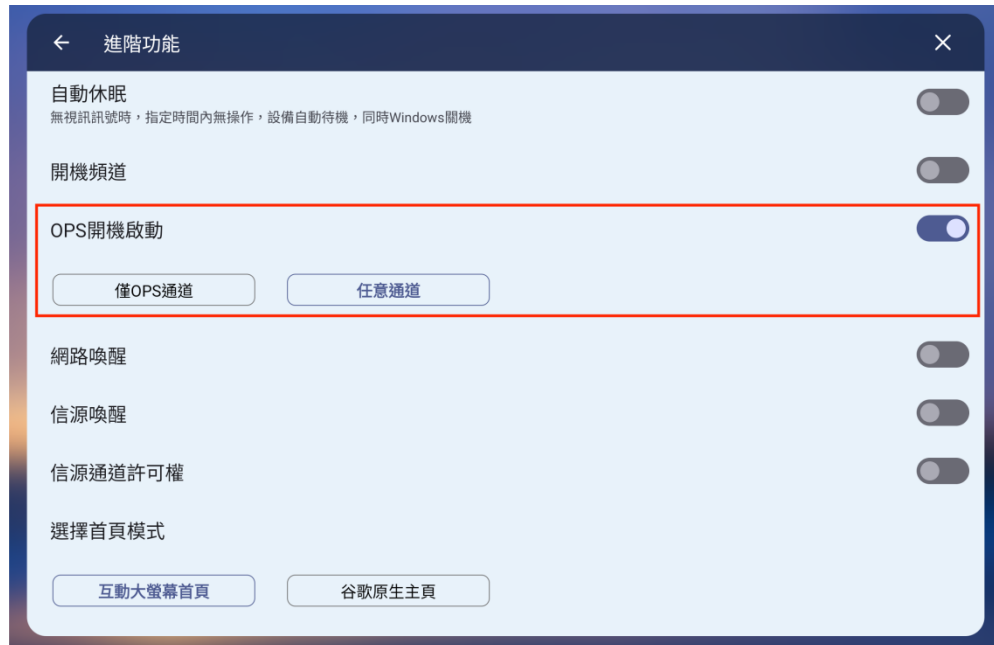 進階功能
自動休眠
無視訊訊號時，指定時間內無操作，設備自動待機，同時Windows關機
開機頻道
OPS開機啟動
僅OPS通道
任意通道
網路喚醒
信源喚醒
信源通道許可權
選擇首頁模式
互動大螢幕首頁
谷歌原生主頁